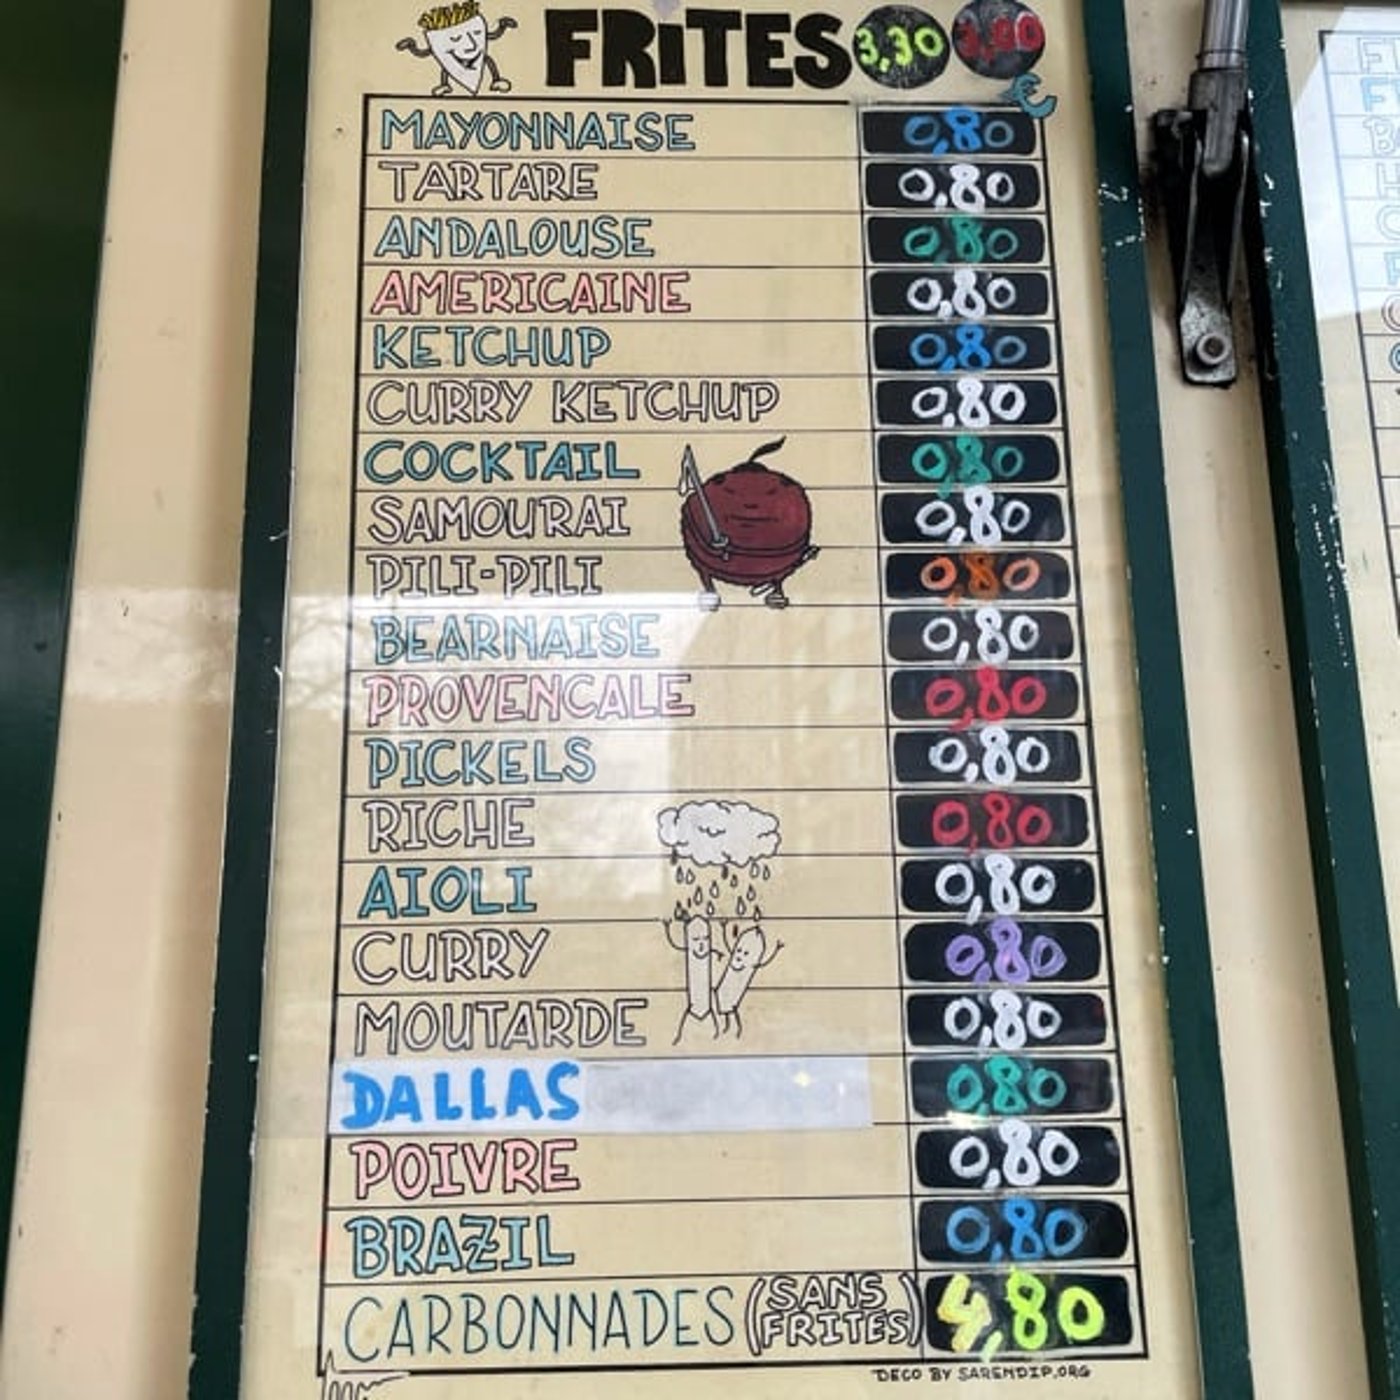 FRITES 3,30
€
MAYONNAISE 0,80
TARTARE 0,80
ANDALOUSE 0,80
AMERICAINE 0,80
KETCHUP 0,80
CURRY KETCHUP 0,80
COCKTAIL 0,80
SAMOURAI 0,80
PILI-PILI 0,80
BEARNAISE 0,80
PROVENCALE 0,80
PICKELS 0,80
RICHE 0,80
AIOLI 0,80
CURRY 0,80
MOUTARDE 0,80
DALLAS 0,80
POIVRE 0,80
BRAZIL 0,80
CARBONNADES (SANS FRITES) 4,80
DECO BY SARENDIP.ORG